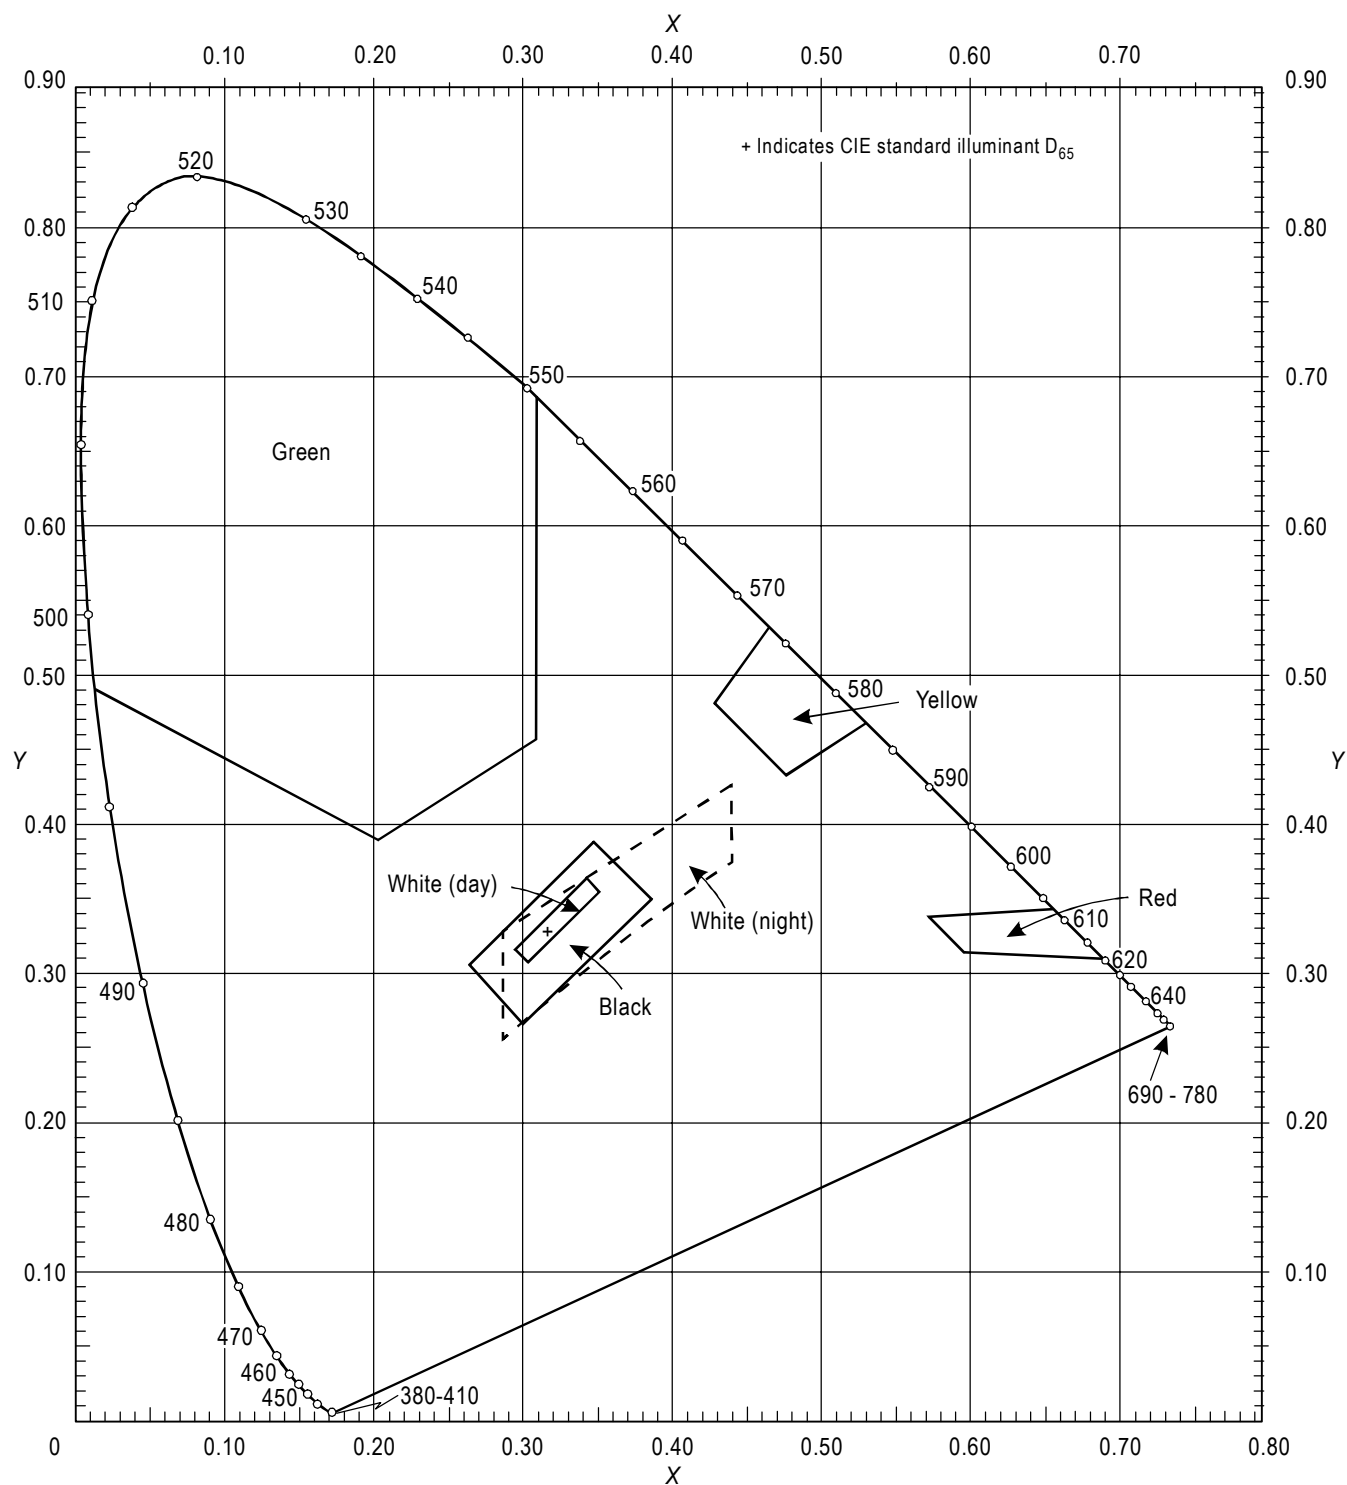 X
0.10 0.20 0.30 0.40 0.50 0.60 0.70
0.90 0.90
+ Indicates CIE standard illuminant D65
520
530
0.80 0.80
540
510
0.70 550 0.70
Green
560
0.60 0.60
570
500
0.50 580 0.50
Yellow
Y Y
590
0.40 0.40
600
White (day)
Red
White (night) 610
620
0.30 0.30
490 640
Black
690 - 780
0.20 0.20
480
0.10 0.10
470
460
450 380-410
0 0.10 0.20 0.30 0.40 0.50 0.60 0.70 0.80
X